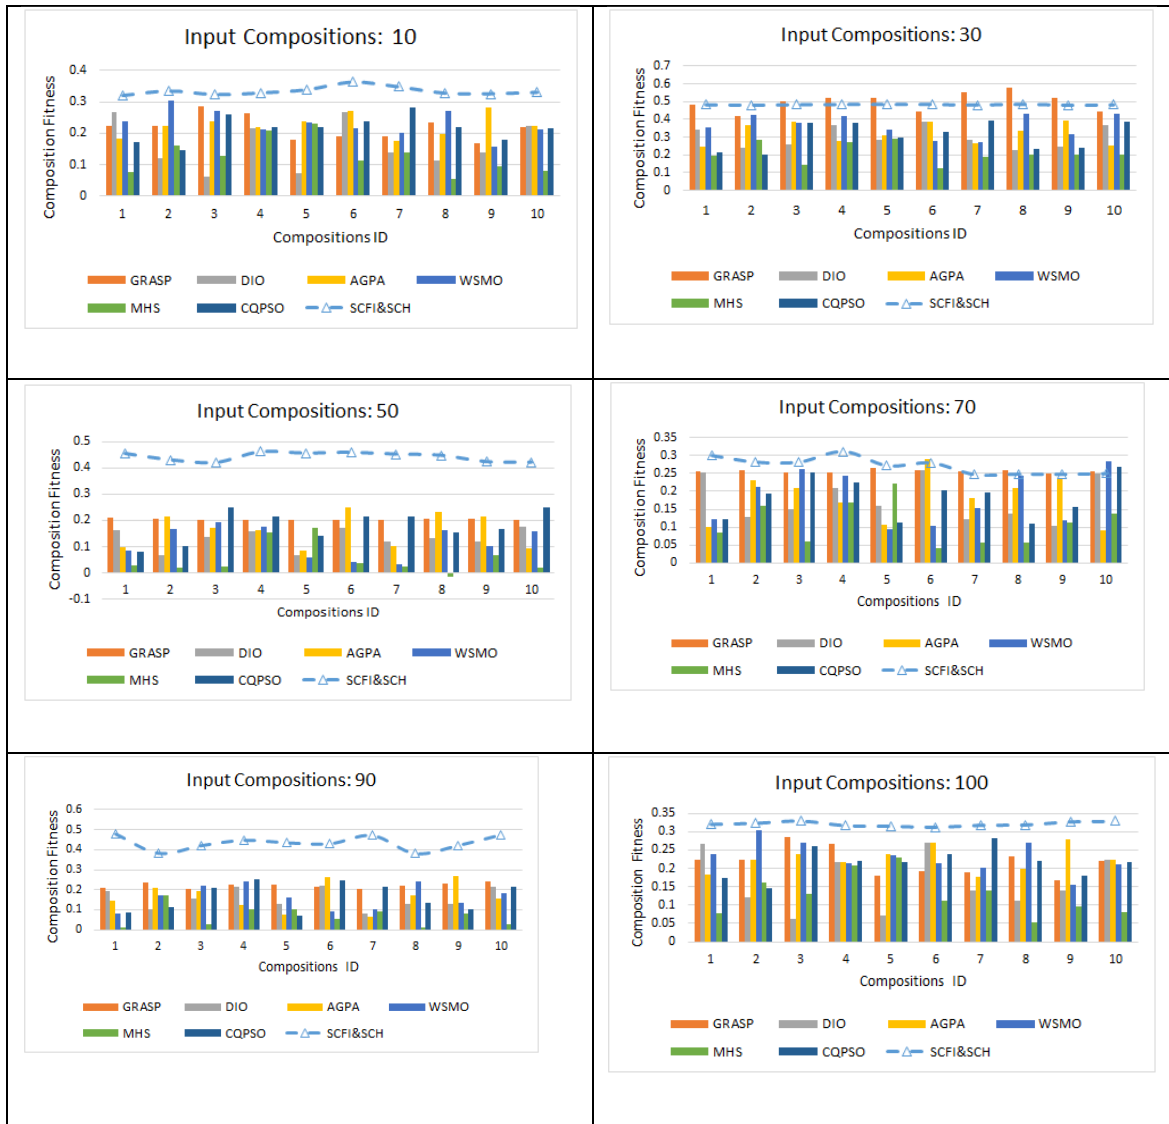 Input Compositions: 10
Composition Fitness
0.4
0.3
0.2
0.1
0
1 2 3 4 5 6 7 8 9 10
Compositions ID
GRASP DIO AGPA WSMO
MHS CQPSO SCFI&SCH
Input Compositions: 30
Composition Fitness
0.7
0.6
0.5
0.4
0.3
0.2
0.1
0
1 2 3 4 5 6 7 8 9 10
Compositions ID
GRASP DIO AGPA WSMO
MHS CQPSO SCFI&SCH
Input Compositions: 50
Composition Fitness
0.5
0.4
0.3
0.2
0.1
0
-0.1
1 2 3 4 5 6 7 8 9 10
Compositions ID
GRASP DIO AGPA WSMO
MHS CQPSO SCFI&SCH
Input Compositions: 70
Composition Fitness
0.35
0.3
0.25
0.2
0.15
0.1
0.05
0
1 2 3 4 5 6 7 8 9 10
Compositions ID
GRASP DIO AGPA WSMO
MHS CQPSO SCFI&SCH
Input Compositions: 90
Composition Fitness
0.6
0.5
0.4
0.3
0.2
0.1
0
1 2 3 4 5 6 7 8 9 10
Compositions ID
GRASP DIO AGPA WSMO
MHS CQPSO SCFI&SCH
Input Compositions: 100
Composition Fitness
0.35
0.3
0.25
0.2
0.15
0.1
0.05
0
1 2 3 4 5 6 7 8 9 10
Compositions ID
GRASP DIO AGPA WSMO
MHS CQPSO SCFI&SCH